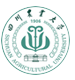 四川农业大学
1906
SICHUAN AGRICULTURAL UNIVERSITY